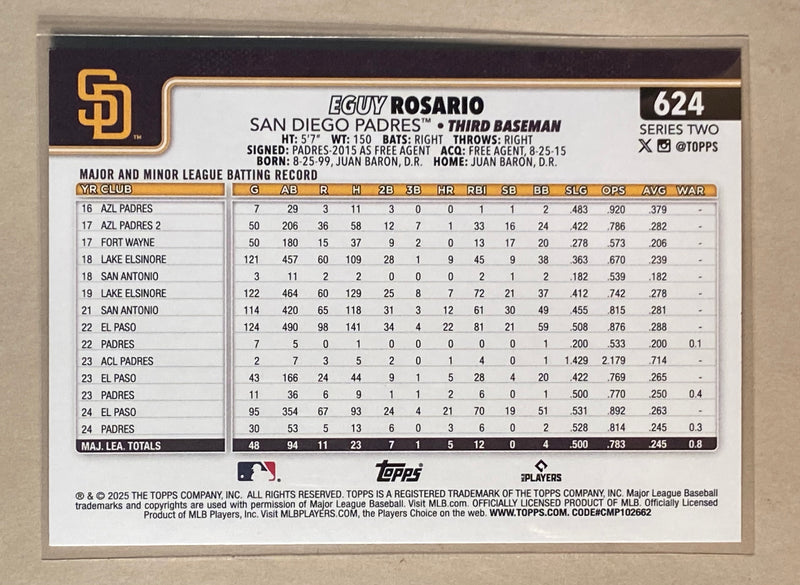 SD™
EGUY ROSARIO
624
SAN DIEGO PADRES™ • THIRD BASEMAN
SERIES TWO
HT: 5'7" WT: 150 BATS: RIGHT THROWS: RIGHT
@TOPPS
SIGNED: PADRES-2015 AS FREE AGENT ACQ: FREE AGENT, 8-25-15
BORN: 8-25-99, JUAN BARON, D.R. HOME: JUAN BARON, D.R.
MAJOR AND MINOR LEAGUE BATTING RECORD
YR CLUB G AB R H 2B 3B HR RBI SB BB SLG OPS AVG WAR
16 AZL PADRES 7 29 3 11 3 0 0 1 1 2 .483 .920 .379 -
17 AZL PADRES 2 50 206 36 58 12 7 1 33 16 24 .422 .786 .282 -
17 FORT WAYNE 50 180 15 37 9 2 0 13 17 20 .278 .573 .206 -
18 LAKE ELSINORE 121 457 60 109 28 1 9 45 9 38 .363 .670 .239 -
18 SAN ANTONIO 3 11 2 2 0 0 0 2 1 2 .182 .539 .182 -
19 LAKE ELSINORE 122 464 60 129 25 8 7 72 21 37 .412 .742 .278 -
21 SAN ANTONIO 114 420 65 118 31 3 12 61 30 49 .455 .815 .281 -
22 EL PASO 124 490 98 141 34 4 22 81 21 59 .508 .876 .288 -
22 PADRES 7 5 0 1 0 0 0 0 0 1 .200 .533 .200 0.1
23 ACL PADRES 2 7 3 5 2 0 1 4 0 1 1.429 2.179 .714 -
23 EL PASO 43 166 24 44 9 1 5 28 4 20 .422 .769 .265 -
23 PADRES 11 36 6 9 1 1 2 6 0 1 .500 .770 .250 0.4
24 EL PASO 95 354 67 93 24 4 21 70 19 51 .531 .892 .263 -
24 PADRES 30 53 5 13 6 0 3 6 0 2 .528 .814 .245 0.3
MAJ. LEA. TOTALS 48 94 11 23 7 1 5 12 0 4 .500 .783 .245 0.8
Topps
PLAYERS
® & © 2025 THE TOPPS COMPANY, INC. ALL RIGHTS RESERVED. TOPPS IS A REGISTERED TRADEMARK OF THE TOPPS COMPANY, INC. Major League Baseball
trademarks and copyrights are used with permission of Major League Baseball. Visit MLB.com. OFFICIALLY LICENSED PRODUCT OF MLB. Officially Licensed
Product of MLB Players, Inc. Visit MLBPLAYERS.COM, the Players Choice on the web. WWW.TOPPS.COM. CODE#CMP102662